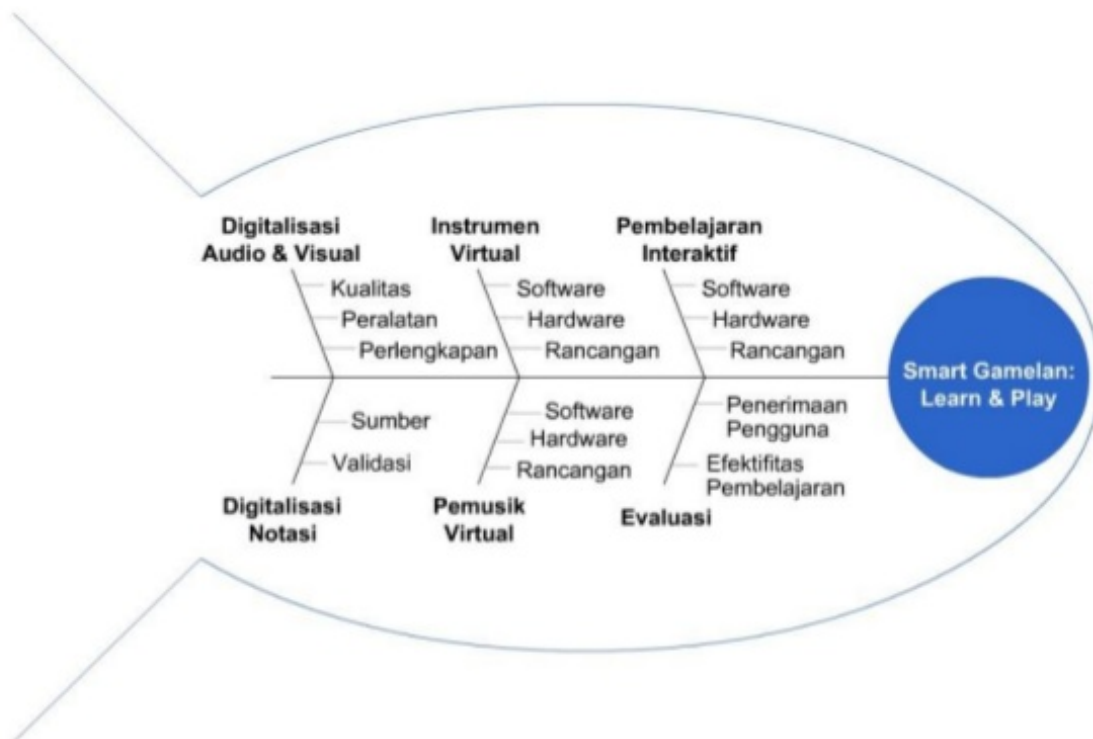 Digitalisasi
Audio & Visual
Kualitas
Peralatan
Perlengkapan
Instrumen
Virtual
Software
Hardware
Rancangan
Pembelajaran
Interaktif
Software
Hardware
Rancangan
Smart Gamelan:
Learn & Play
Sumber
Validasi
Digitalisasi
Notasi
Software
Hardware
Rancangan
Pemusik
Virtual
Penerimaan
Pengguna
Efektifitas
Pembelajaran
Evaluasi